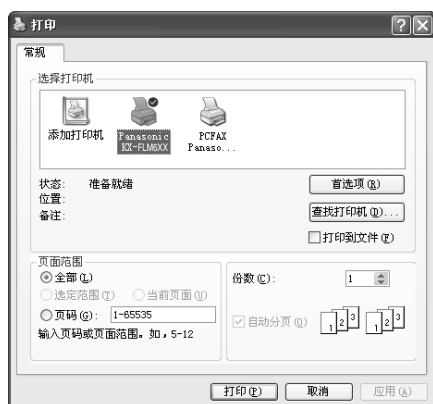 打印
常规
选择打印机
添加打印机
Panasonic
KX-FLM6XX
PCFAX
Panaso...
状态: 准备就绪
位置:
备注:
首选项(R)
查找打印机(D)...
打印到文件(F)
页面范围
全部(L)
选定范围(T) 当前页面(U)
页码(G): 1-65535
输入页码或页面范围。如,5-12
份数(C): 1
自动分页(O)
1 2 3 1 2 3
打印(P) 取消 应用(A)